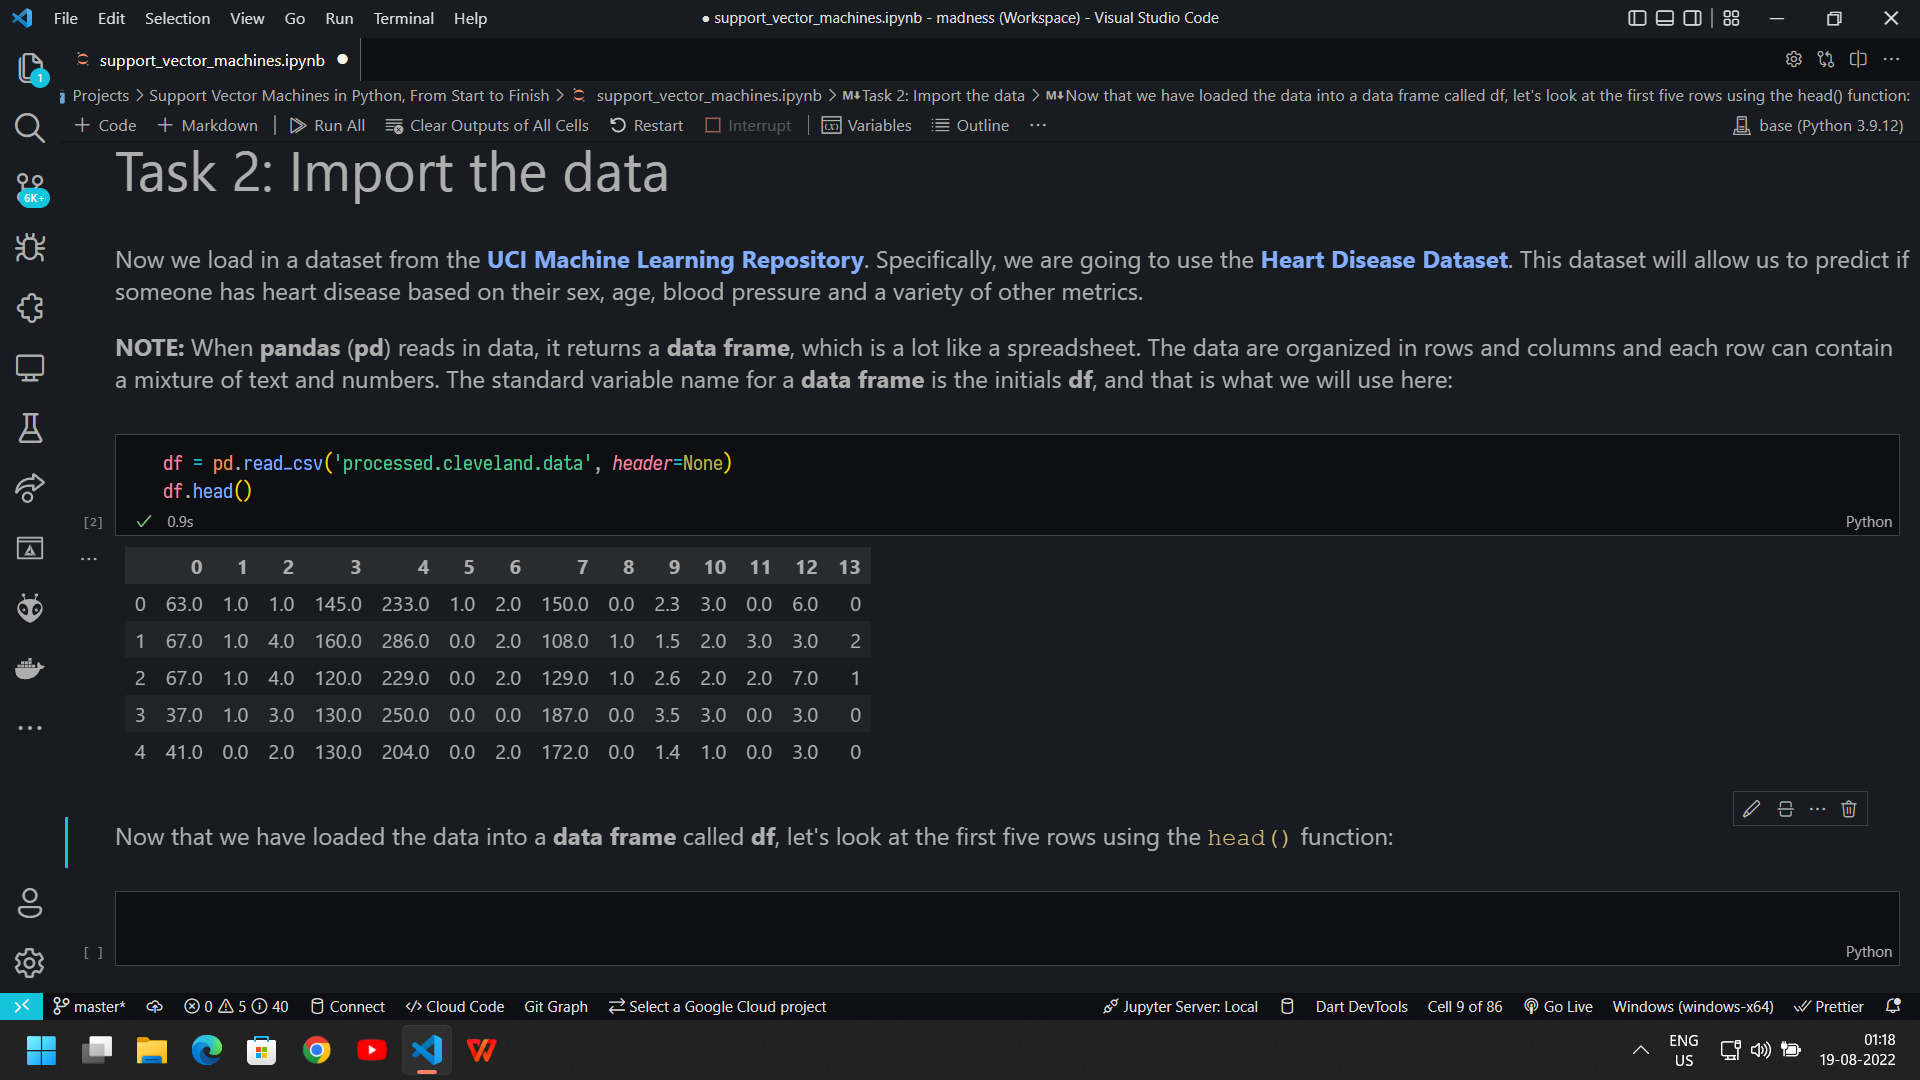 File Edit Selection View Go Run Terminal Help
● support_vector_machines.ipynb - madness (Workspace) - Visual Studio Code
support_vector_machines.ipynb ●
1
Projects > Support Vector Machines in Python, From Start to Finish > support_vector_machines.ipynb > M↓Task 2: Import the data > M↓Now that we have loaded the data into a data frame called df, let's look at the first five rows using the head() function:
+ Code + Markdown Run All Clear Outputs of All Cells Restart Interrupt Variables Outline ··· base (Python 3.9.12)
Task 2: Import the data
6K+
Now we load in a dataset from the UCI Machine Learning Repository. Specifically, we are going to use the Heart Disease Dataset. This dataset will allow us to predict if
someone has heart disease based on their sex, age, blood pressure and a variety of other metrics.
NOTE: When pandas (pd) reads in data, it returns a data frame, which is a lot like a spreadsheet. The data are organized in rows and columns and each row can contain
a mixture of text and numbers. The standard variable name for a data frame is the initials df, and that is what we will use here:
df = pd.read_csv('processed.cleveland.data', header=None)
df.head()
[2] ✓ 0.9s Python
0 1 2 3 4 5 6 7 8 9 10 11 12 13
0 63.0 1.0 1.0 145.0 233.0 1.0 2.0 150.0 0.0 2.3 3.0 0.0 6.0 0
1 67.0 1.0 4.0 160.0 286.0 0.0 2.0 108.0 1.0 1.5 2.0 3.0 3.0 2
2 67.0 1.0 4.0 120.0 229.0 0.0 2.0 129.0 1.0 2.6 2.0 2.0 7.0 1
3 37.0 1.0 3.0 130.0 250.0 0.0 0.0 187.0 0.0 3.5 3.0 0.0 3.0 0
4 41.0 0.0 2.0 130.0 204.0 0.0 2.0 172.0 0.0 1.4 1.0 0.0 3.0 0
Now that we have loaded the data into a data frame called df, let's look at the first five rows using the head() function:
[ ] Python
master* 0 5 40 Connect Cloud Code Git Graph Select a Google Cloud project Jupyter Server: Local Dart DevTools Cell 9 of 86 Go Live Windows (windows-x64) Prettier
ENG
US
01:18
19-08-2022